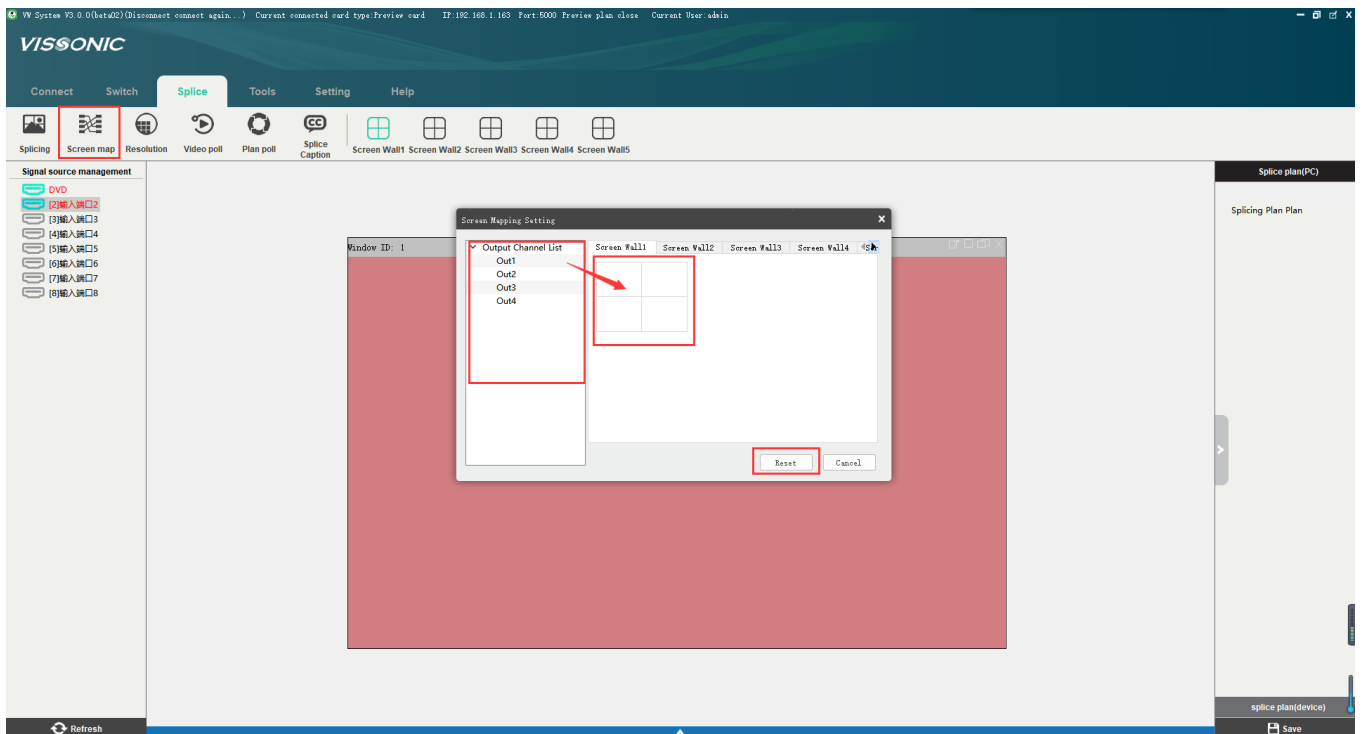 VW System V3.0.0(beta02)(Disconnect connect again...) Current connected card type:Preview card IP:192.168.1.163 Port:5000 Preview plan close Current User:admin
VISSONIC
Connect Switch Splice Tools Setting Help
Splicing Screen map Resolution Video poll Plan poll Splice Caption Screen Wall1 Screen Wall2 Screen Wall3 Screen Wall4 Screen Wall5
Signal source management
DVD
[2]输入端口2
[3]输入端口3
[4]输入端口4
[5]输入端口5
[6]输入端口6
[7]输入端口7
[8]输入端口8
Refresh
Window ID: 1
Screen Mapping Setting
Output Channel List
Out1
Out2
Out3
Out4
Screen Wall1 Screen Wall2 Screen Wall3 Screen Wall4
Reset Cancel
Splice plan(PC)
Splicing Plan Plan
splice plan(device)
Save